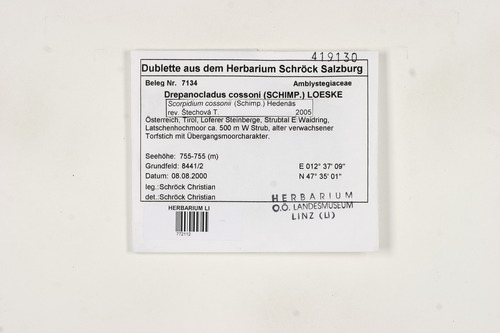 419130
Dublette aus dem Herbarium Schröck Salzburg
Beleg Nr. 7134 Amblystegiaceae
Drepanocladus cossoni (SCHIMP.) LOESKE
Scorpidium cossonii (Schimp.) Hedenäs
rev. Štechová T. 2005
Österreich, Tirol, Loferer Steinberge, Strubtal E Waidring,
Latschenhochmoor ca. 500 m W Strub, alter verwachsener
Torfstich mit Übergangsmoorcharakter.
Seehöhe: 755-755 (m) E 012° 37' 09"
Grundfeld: 8441/2 N 47° 35' 01"
Datum: 08.08.2000
leg.: Schröck Christian
det.: Schröck Christian
HERBARIUM
O.Ö. LANDESMUSEUM
LINZ (LI)
HERBARIUM LI
772112